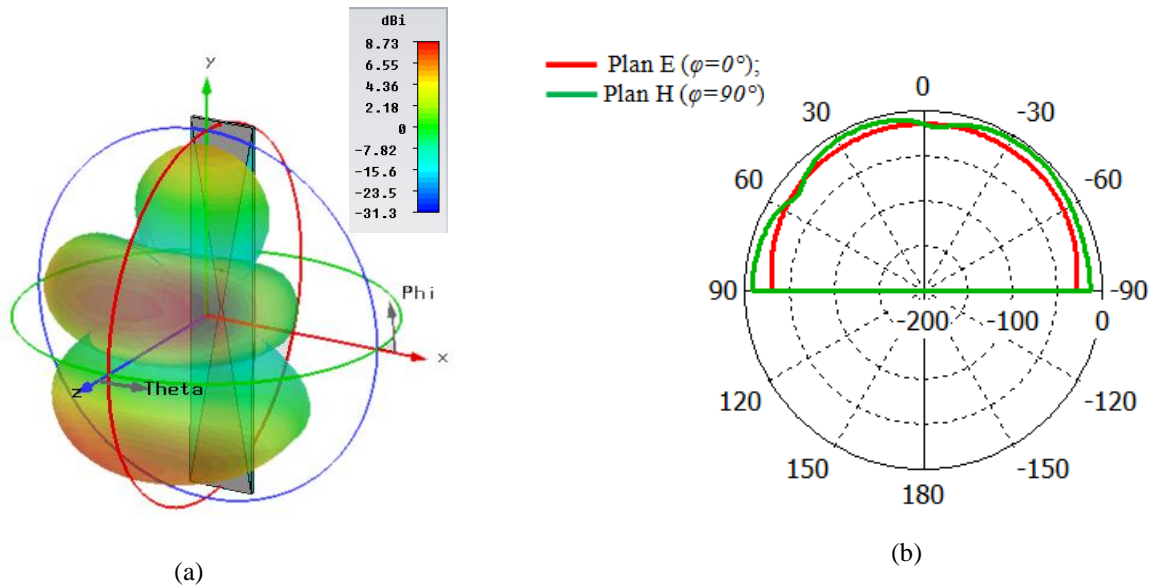 dBi
8.73
6.55
4.36
2.18
0
-7.82
-15.6
-23.5
-31.3
y
Phi
x
z
Theta
(a)
Plan E (φ=0°);
Plan H (φ=90°)
0
30
-30
60
-60
90
-90
-200
-100
0
120
-120
150
-150
180
(b)